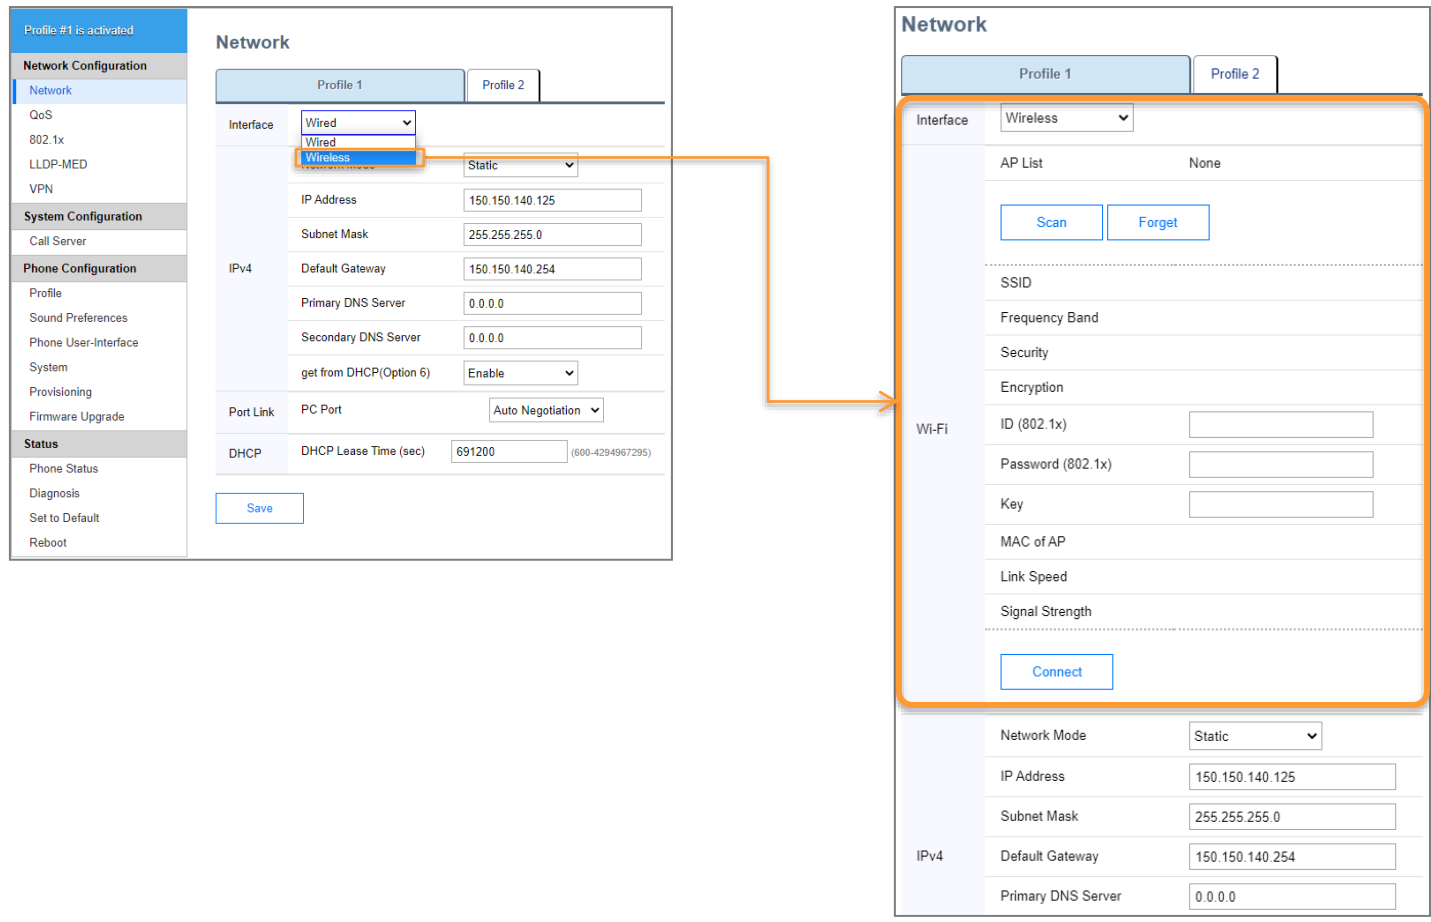 Profile #1 is activated
Network Configuration
Network
QoS
802.1x
LLDP-MED
VPN
System Configuration
Call Server
Phone Configuration
Profile
Sound Preferences
Phone User-Interface
System
Provisioning
Firmware Upgrade
Status
Phone Status
Diagnosis
Set to Default
Reboot
Network
Profile 1 Profile 2
Interface Wired
Wired
Wireless
Network Mode Static
IP Address 150.150.140.125
Subnet Mask 255.255.255.0
IPv4 Default Gateway 150.150.140.254
Primary DNS Server 0.0.0.0
Secondary DNS Server 0.0.0.0
get from DHCP(Option 6) Enable
Port Link PC Port Auto Negotiation
DHCP DHCP Lease Time (sec) 691200 (600-4294967295)
Save
Network
Profile 1 Profile 2
Interface Wireless
AP List None
Scan Forget
SSID
Frequency Band
Security
Encryption
Wi-Fi ID (802.1x)
Password (802.1x)
Key
MAC of AP
Link Speed
Signal Strength
Connect
Network Mode Static
IP Address 150.150.140.125
Subnet Mask 255.255.255.0
IPv4 Default Gateway 150.150.140.254
Primary DNS Server 0.0.0.0